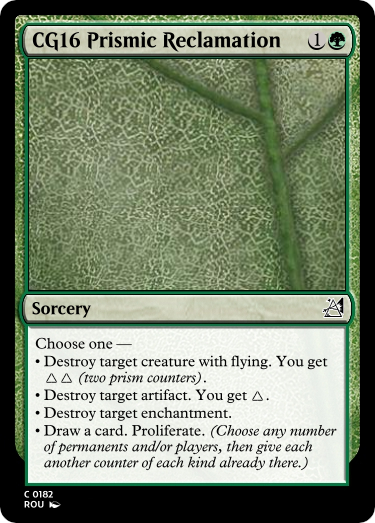 CG16 Prismic Reclamation 1
Sorcery
Choose one —
• Destroy target creature with flying. You get
△△ (two prism counters).
• Destroy target artifact. You get △.
• Destroy target enchantment.
• Draw a card. Proliferate. (Choose any number
of permanents and/or players, then give each
another counter of each kind already there.)
C 0182
ROU